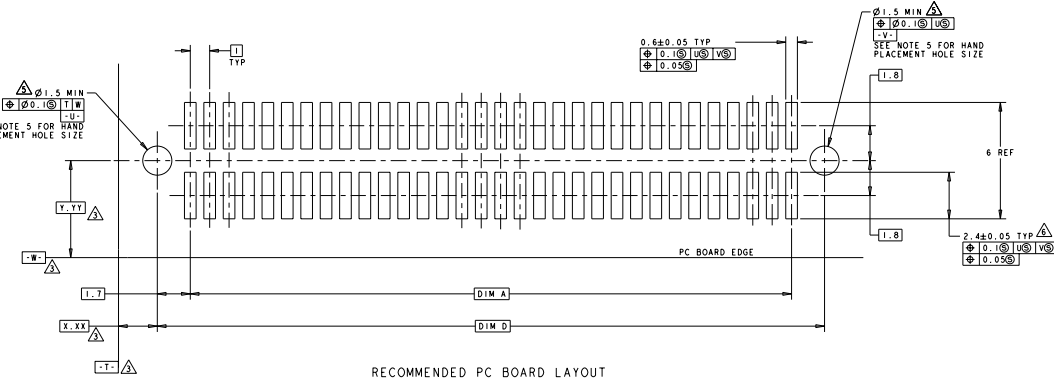 5 Ø1.5 MIN
⌖ Ø0.1Ⓢ UⓈ
-V-
SEE NOTE 5 FOR HAND
PLACEMENT HOLE SIZE
1
TYP
0.6±0.05 TYP
⌖ 0.1Ⓢ UⓈ VⓈ
⌖ 0.05Ⓢ
1.8
5 Ø1.5 MIN
⌖ Ø0.1Ⓢ T W
-U-
NOTE 5 FOR HAND
EMENT HOLE SIZE
6 REF
Y.YY 3
1.8
2.4±0.05 TYP 6
⌖ 0.1Ⓢ UⓈ VⓈ
⌖ 0.05Ⓢ
PC BOARD EDGE
-W- 3
1.7
DIM A
X.XX 3
DIM D
-T- 3
RECOMMENDED PC BOARD LAYOUT